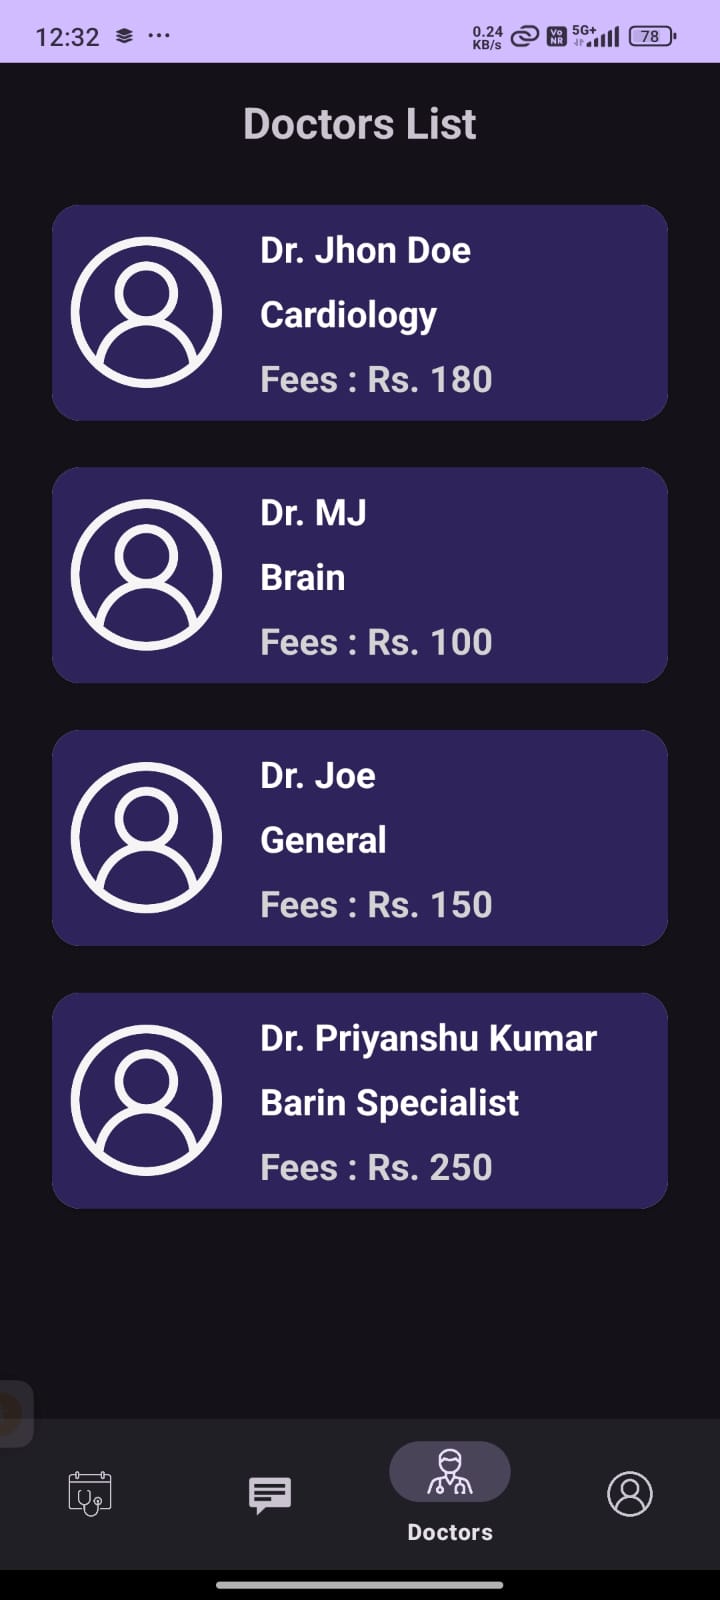 12:32
0.24
KB/s
Vo
NR
5G+
78
Doctors List
Dr. Jhon Doe
Cardiology
Fees : Rs. 180
Dr. MJ
Brain
Fees : Rs. 100
Dr. Joe
General
Fees : Rs. 150
Dr. Priyanshu Kumar
Barin Specialist
Fees : Rs. 250
Doctors